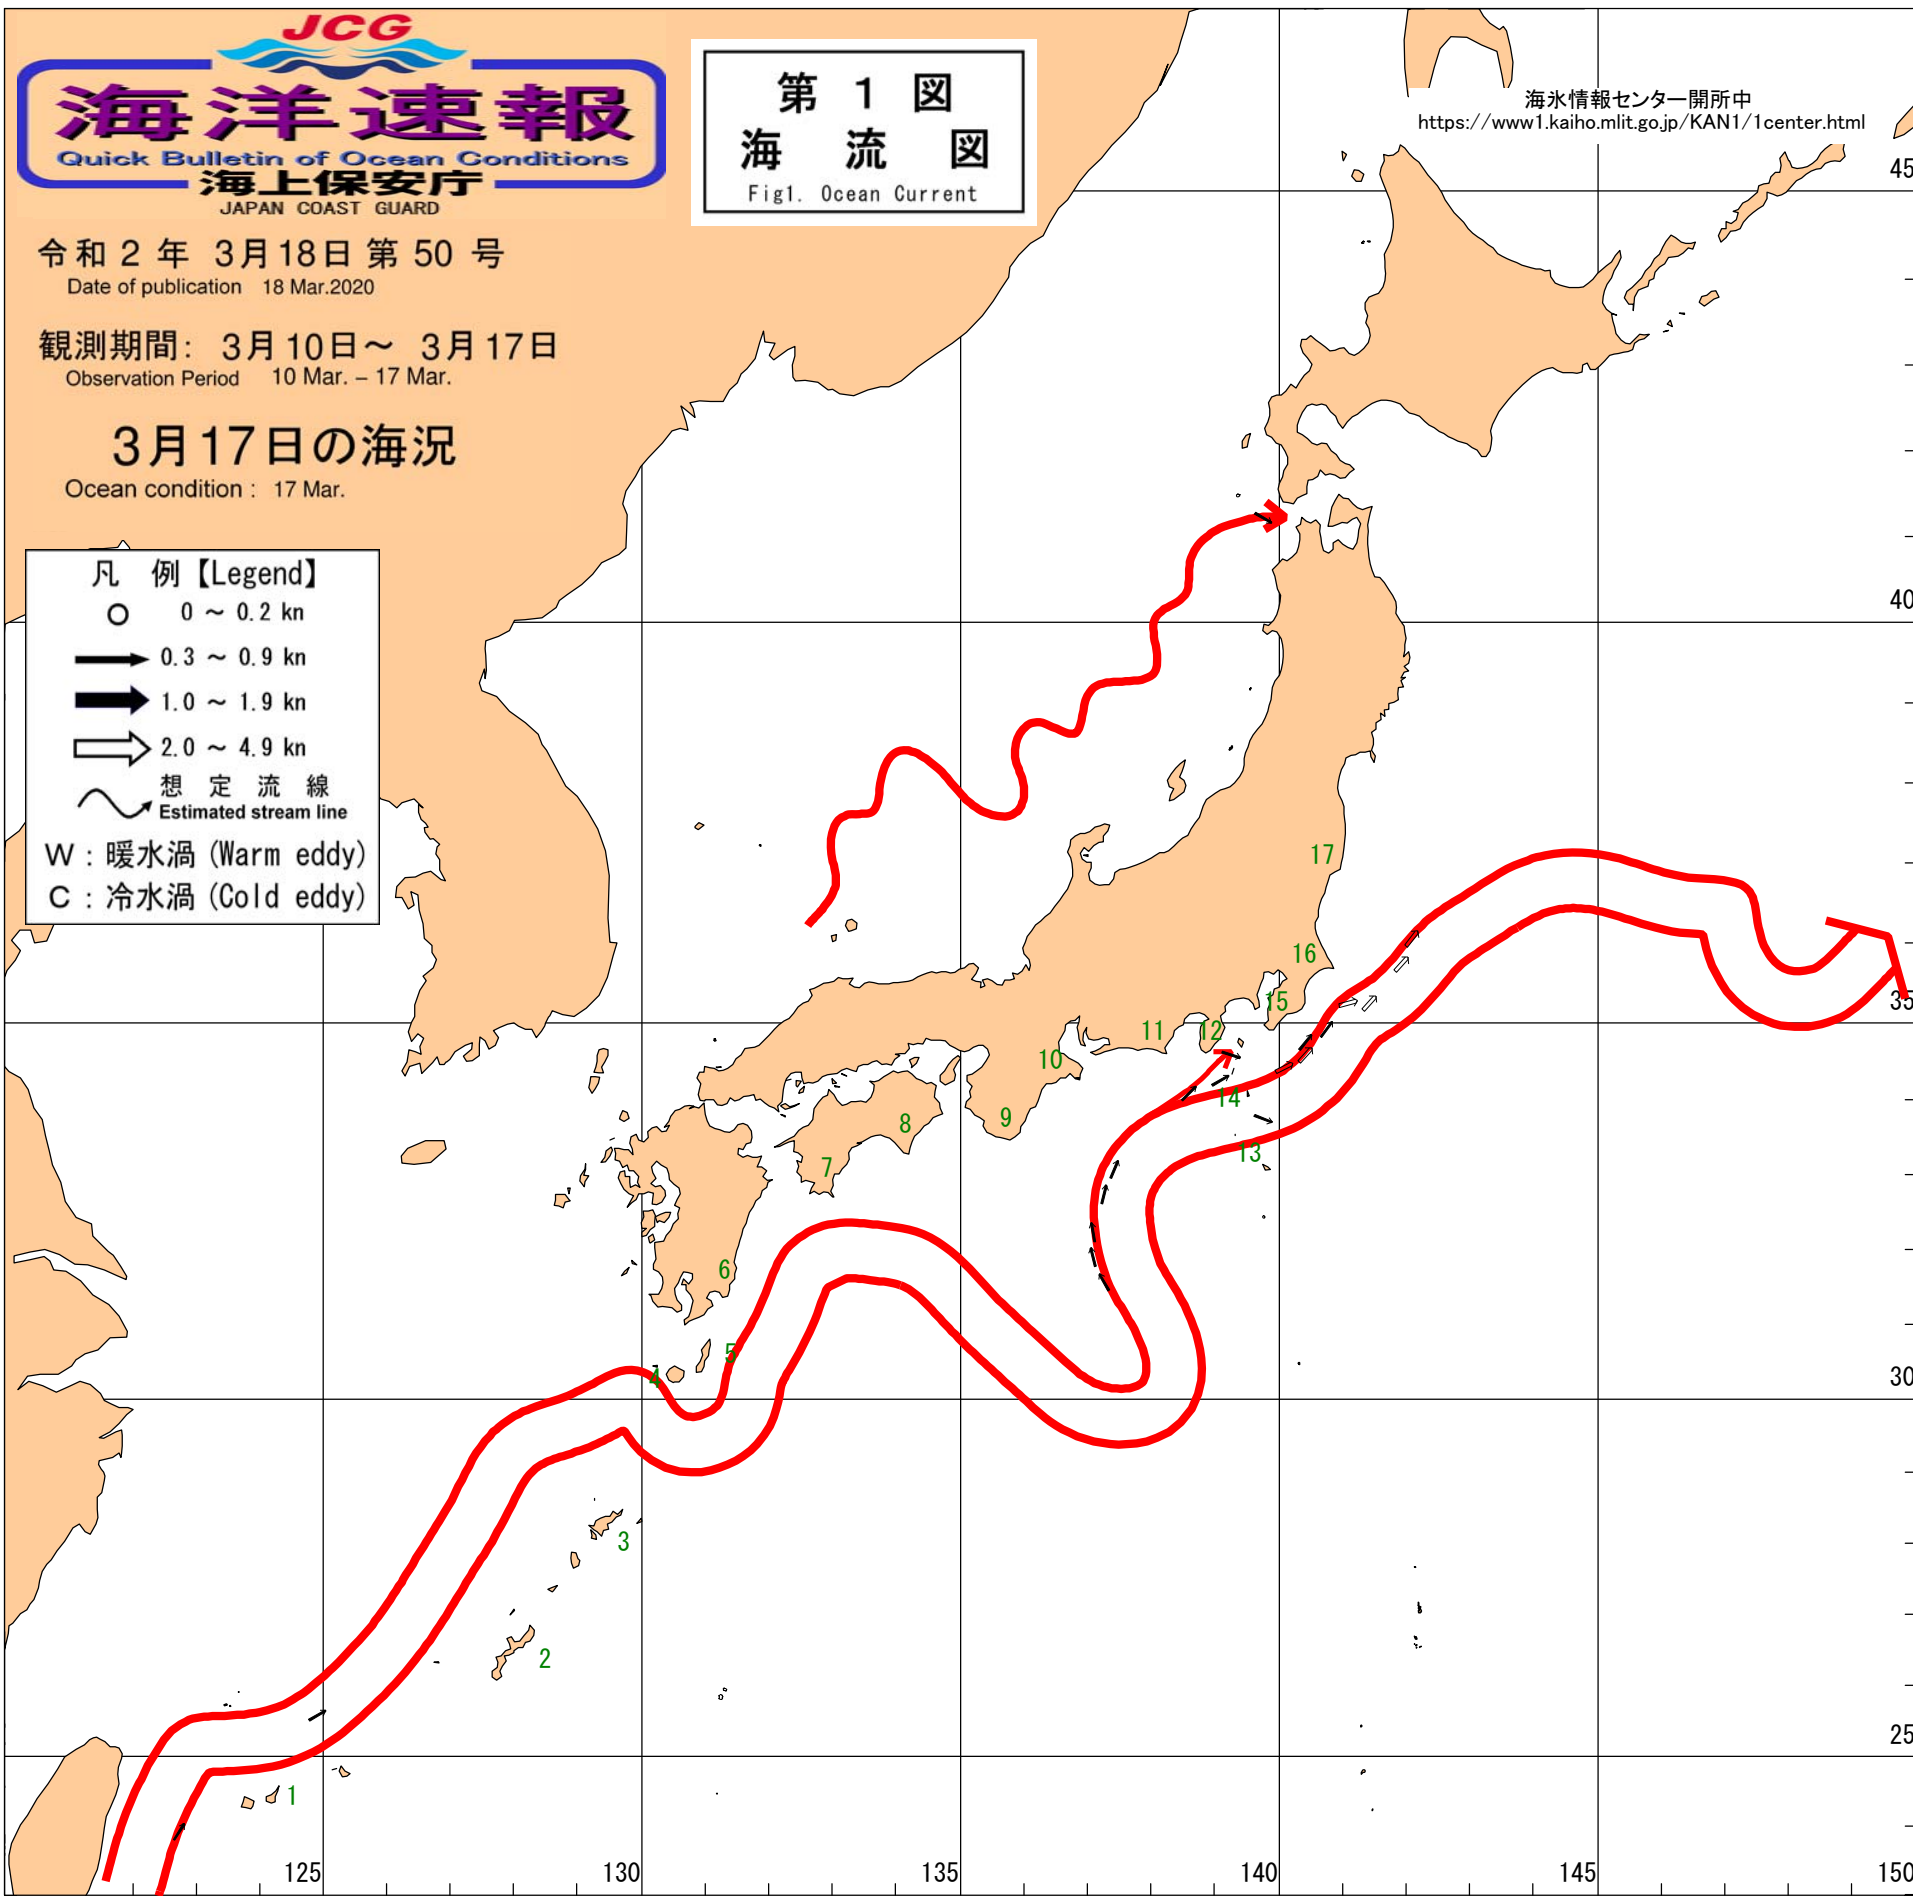 JCG
海洋速報
Quick Bulletin of Ocean Conditions
海上保安庁
JAPAN COAST GUARD
第 1 図
海 流 図
Fig1. Ocean Current
海氷情報センター開所中
https://www1.kaiho.mlit.go.jp/KAN1/1center.html
令和 2 年 3月18日 第 50 号
Date of publication 18 Mar.2020
観測期間: 3月10日～ 3月17日
Observation Period 10 Mar. – 17 Mar.
3月17日の海況
Ocean condition : 17 Mar.
凡 例【Legend】
0 ～ 0.2 kn
0.3 ～ 0.9 kn
1.0 ～ 1.9 kn
2.0 ～ 4.9 kn
想 定 流 線
Estimated stream line
W : 暖水渦 (Warm eddy)
C : 冷水渦 (Cold eddy)
45
40
35
30
25
17
16
15
12
11
10
14
9
8
13
7
6
5
4
3
2
1
125
130
135
140
145
150